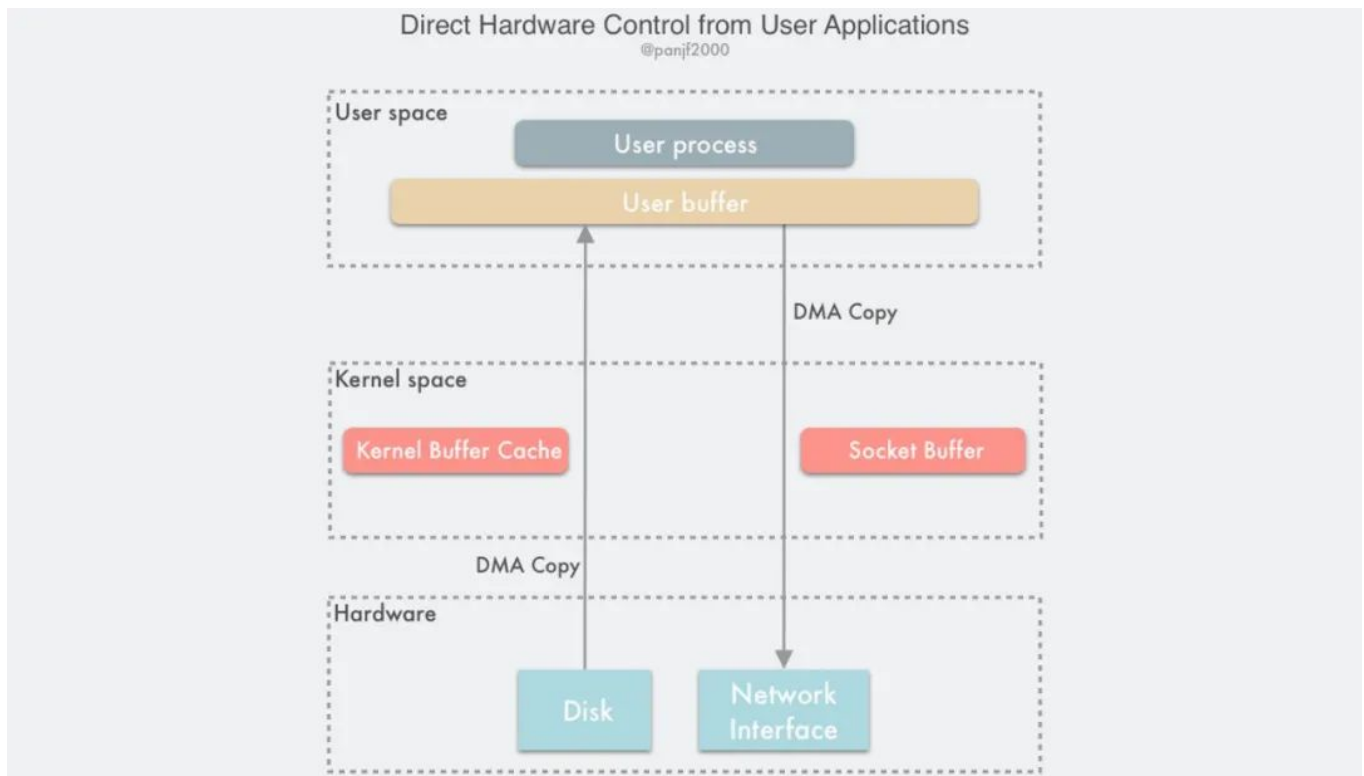 Direct Hardware Control from User Applications
@panjf2000
User space
User process
User buffer
DMA Copy
Kernel space
Kernel Buffer Cache
Socket Buffer
DMA Copy
Hardware
Disk
Network
Interface